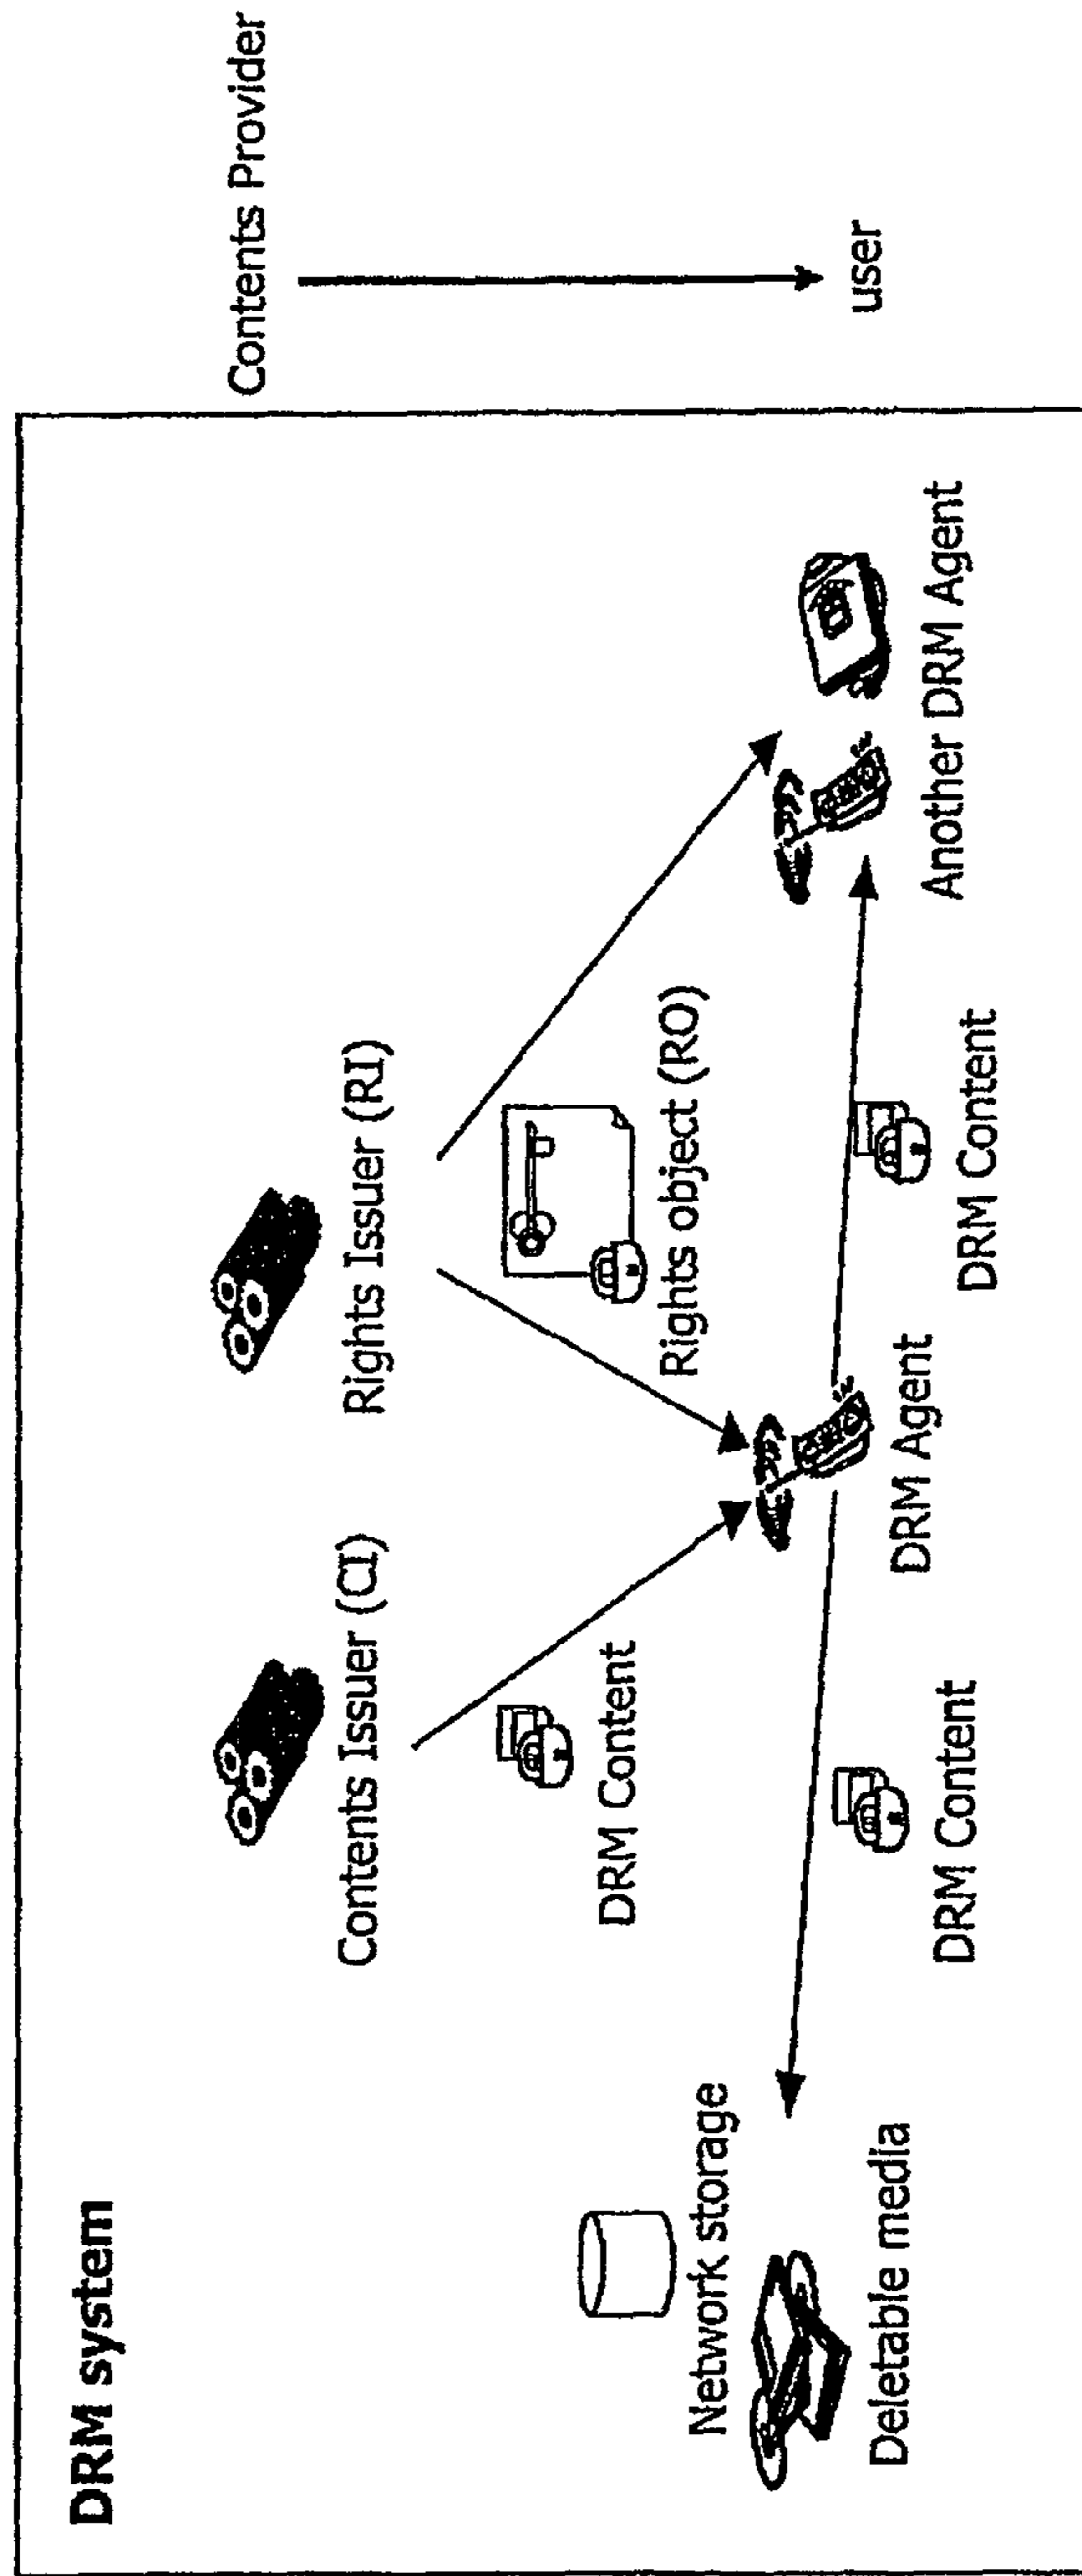 DRM system
Contents Provider
Contents Issuer (CI)
Rights Issuer (RI)
DRM Content
Rights object (RO)
Network storage
Deletable media
DRM Agent
Another DRM Agent
user
DRM Content
DRM Content